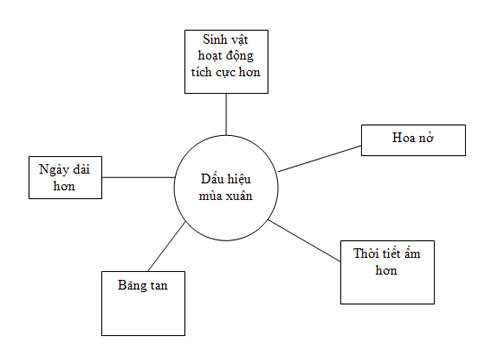 Sinh vật
hoạt động
tích cực hơn
Hoa nở
Ngày dài
hơn
Dấu hiệu
mùa xuân
Thời tiết ấm
hơn
Băng tan